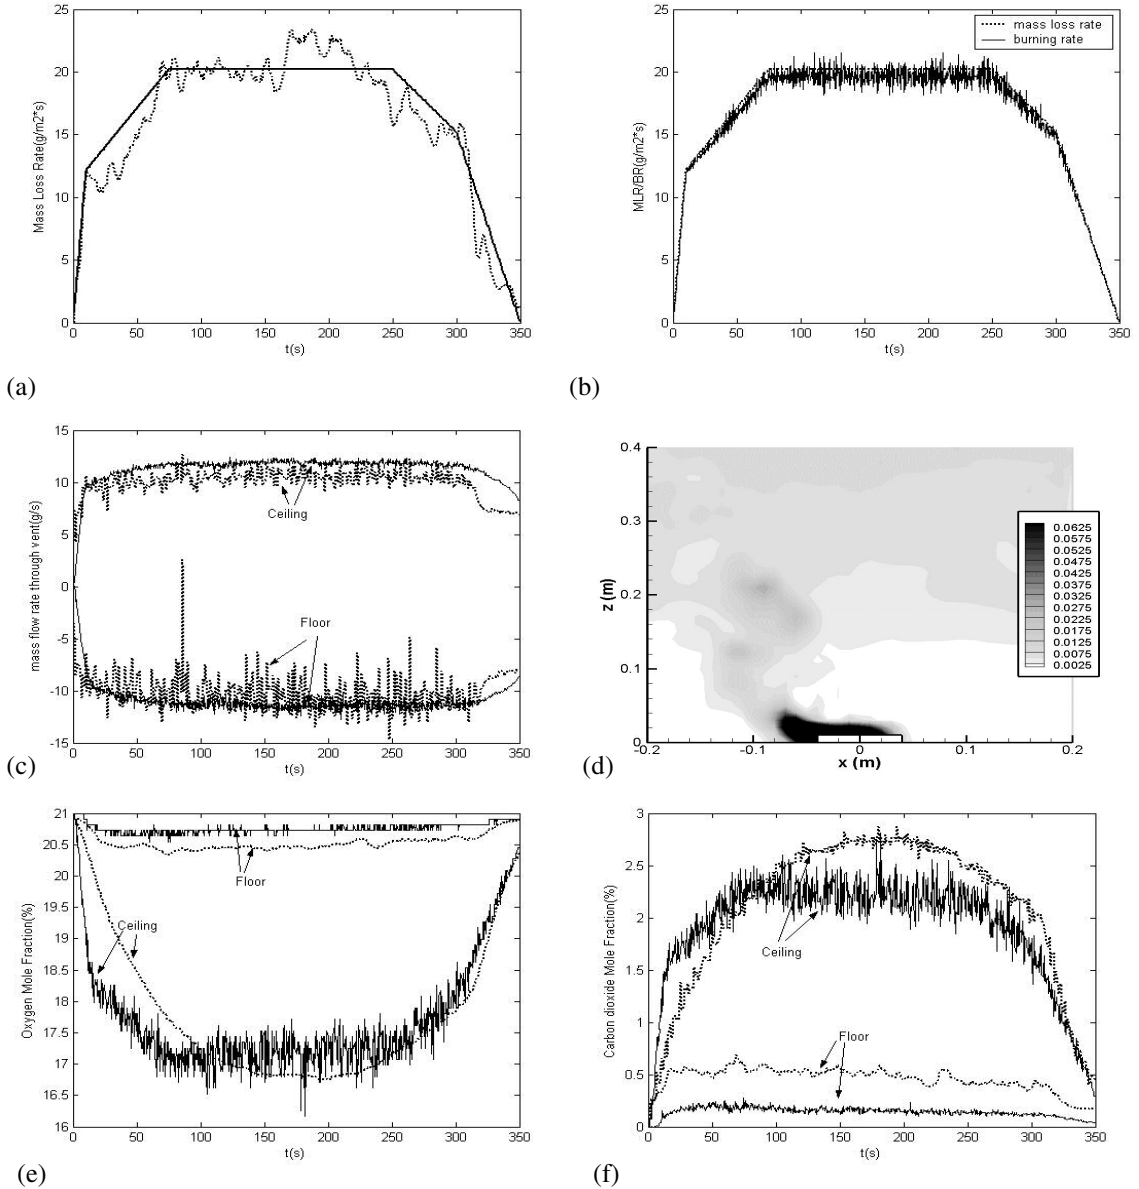 25
20
15
10
5
0
Mass Loss Rate(g/m2*s)
0 50 100 150 200 250 300 350
t(s)
(a)
25
20
15
10
5
0
MLR/BR(g/m2*s)
mass loss rate
burning rate
0 50 100 150 200 250 300 350
t(s)
(b)
15
10
5
0
-5
-10
-15
mass flow rate through vent(g/s)
Ceiling
Floor
0 50 100 150 200 250 300 350
t(s)
(c)
0.4
0.3
0.2
0.1
0
z (m)
0.0625
0.0575
0.0525
0.0475
0.0425
0.0375
0.0325
0.0275
0.0225
0.0175
0.0125
0.0075
0.0025
-0.2 -0.1 0 0.1 0.2
x (m)
(d)
21
20.5
20
19.5
19
18.5
18
17.5
17
16.5
16
Oxygen Mole Fraction(%)
Floor
Ceiling
0 50 100 150 200 250 300 350
t(s)
(e)
3
2.5
2
1.5
1
0.5
0
Carbon dioxide Mole Fraction(%)
Ceiling
Floor
0 50 100 150 200 250 300 350
t(s)
(f)